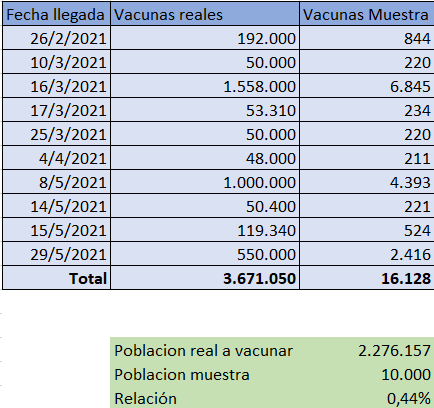 Fecha llegada Vacunas reales Vacunas Muestra
26/2/2021 192.000 844
10/3/2021 50.000 220
16/3/2021 1.558.000 6.845
17/3/2021 53.310 234
25/3/2021 50.000 220
4/4/2021 48.000 211
8/5/2021 1.000.000 4.393
14/5/2021 50.400 221
15/5/2021 119.340 524
29/5/2021 550.000 2.416
Total 3.671.050 16.128
Poblacion real a vacunar 2.276.157
Poblacion muestra 10.000
Relación 0,44%